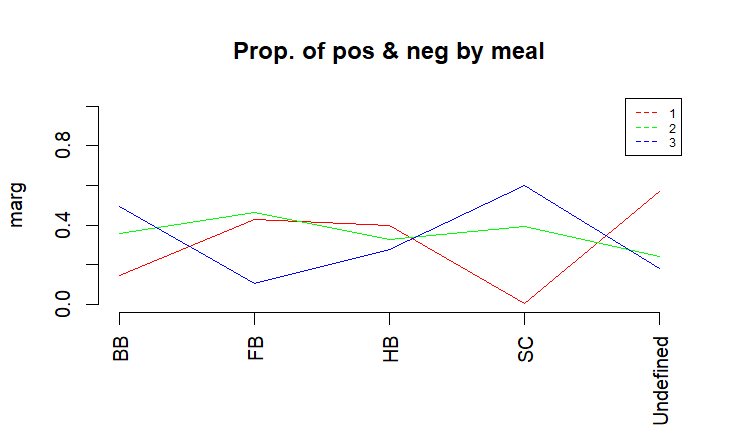 Prop. of pos & neg by meal
1
2
3
marg
0.8
0.4
0.0
BB
FB
HB
SC
Undefined